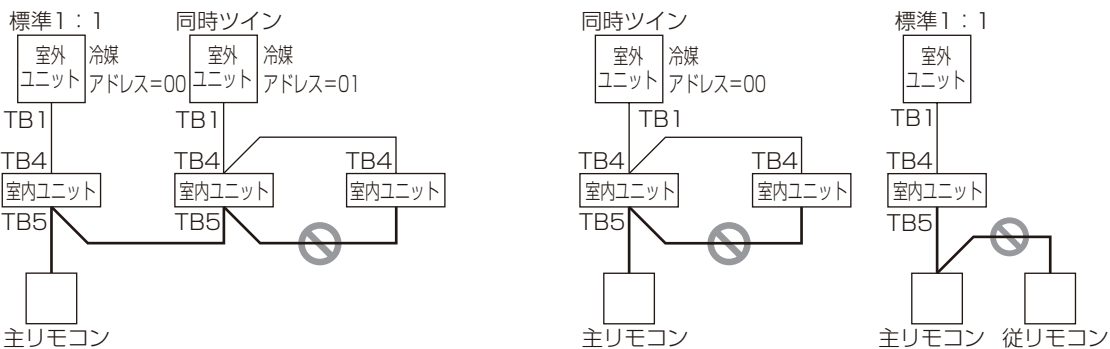 標準1：1
室外
ユニット
冷媒
アドレス=00
TB1
TB4
室内ユニット
TB5
主リモコン
同時ツイン
室外
ユニット
冷媒
アドレス=01
TB1
TB4
室内ユニット
TB5
TB4
室内ユニット
同時ツイン
室外
ユニット
冷媒
アドレス=00
TB1
TB4
室内ユニット
TB5
主リモコン
TB4
室内ユニット
標準1：1
室外
ユニット
TB1
TB4
室内ユニット
TB5
主リモコン
従リモコン